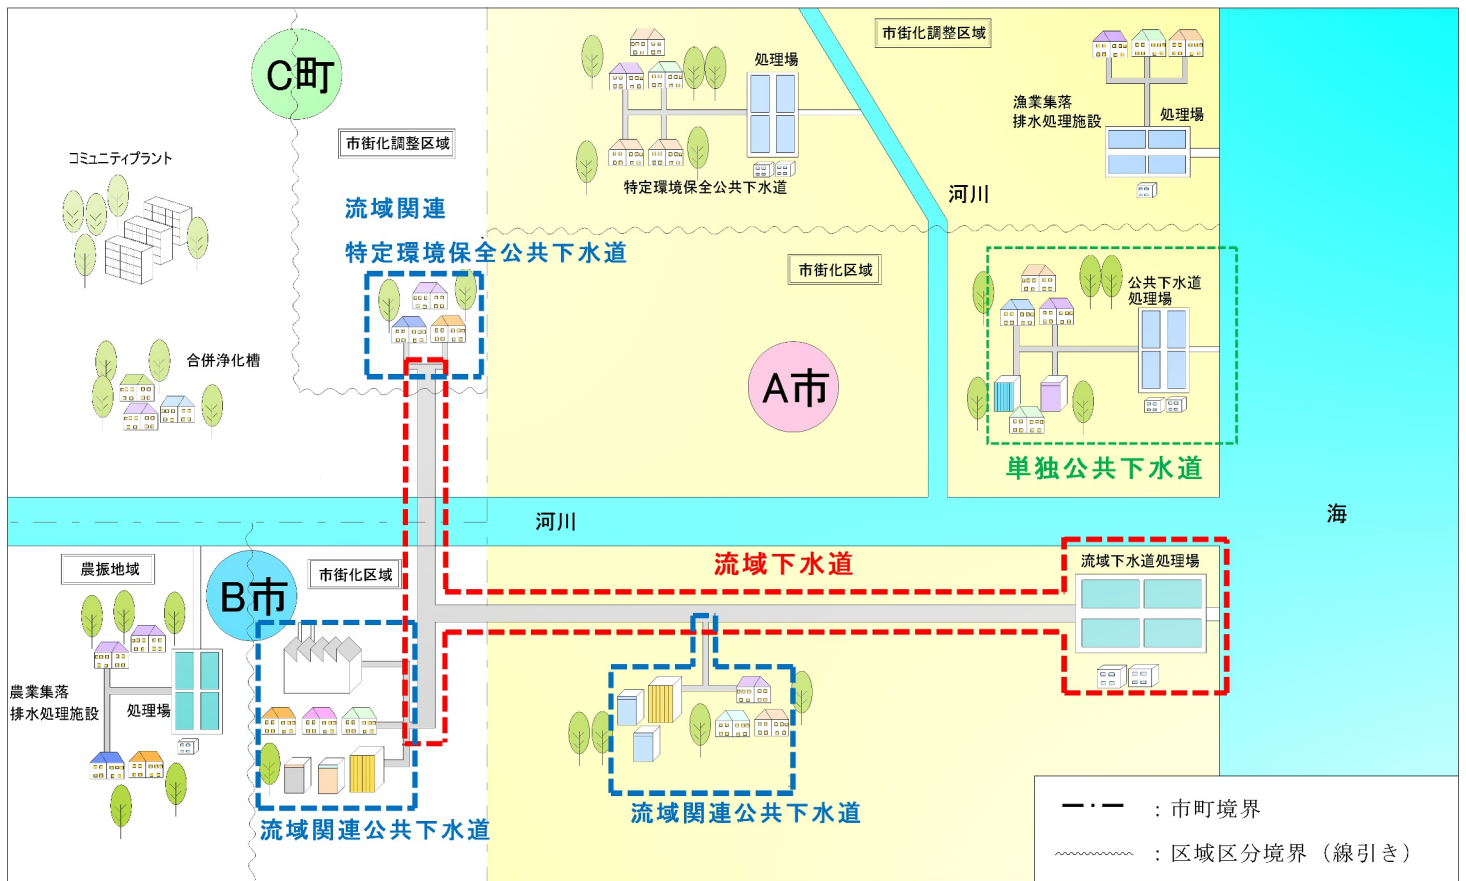 C町
市街化調整区域
コミュニティプラント
流域関連
特定環境保全公共下水道
合併浄化槽
処理場
特定環境保全公共下水道
市街化調整区域
漁業集落
排水処理施設
処理場
河川
市街化区域
A市
公共下水道
処理場
単独公共下水道
河川
海
農振地域
B市
市街化区域
流域下水道
流域下水道処理場
農業集落
排水処理施設
処理場
流域関連公共下水道
流域関連公共下水道
：市町境界
：区域区分境界（線引き）